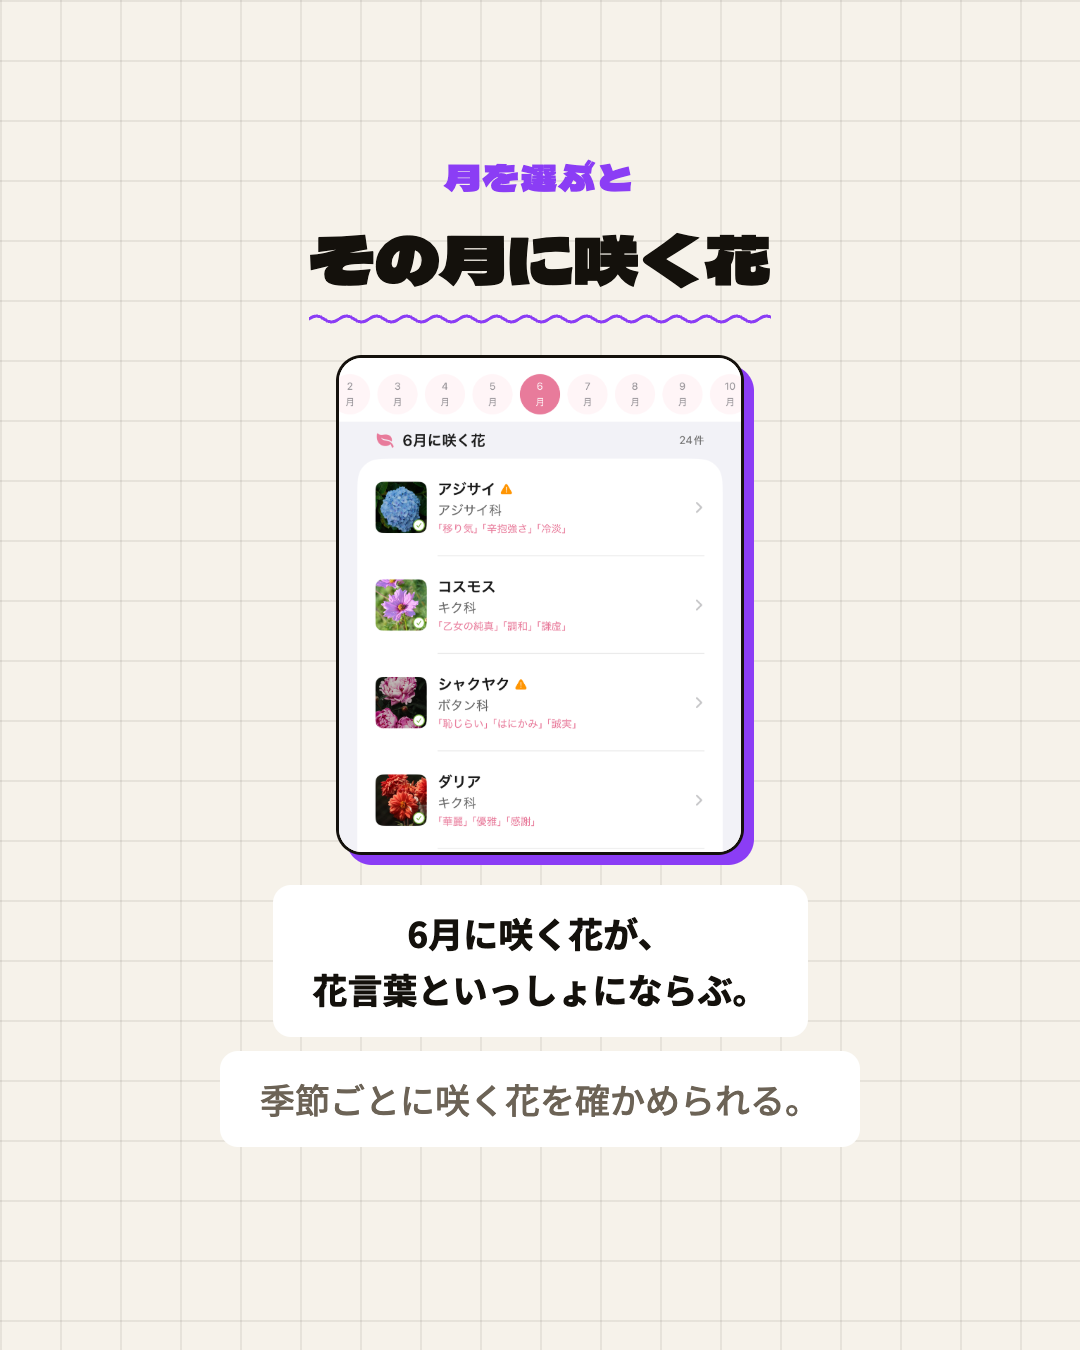 月を選ぶと
その月に咲く花
2月 3月 4月 5月 6月 7月 8月 9月 10月
6月に咲く花 24件
アジサイ
アジサイ科
「移り気」「辛抱強さ」「冷淡」
コスモス
キク科
「乙女の純真」「調和」「謙虚」
シャクヤク
ボタン科
「恥じらい」「はにかみ」「誠実」
ダリア
キク科
「華麗」「優雅」「感謝」
6月に咲く花が、
花言葉といっしょにならぶ。
季節ごとに咲く花を確かめられる。